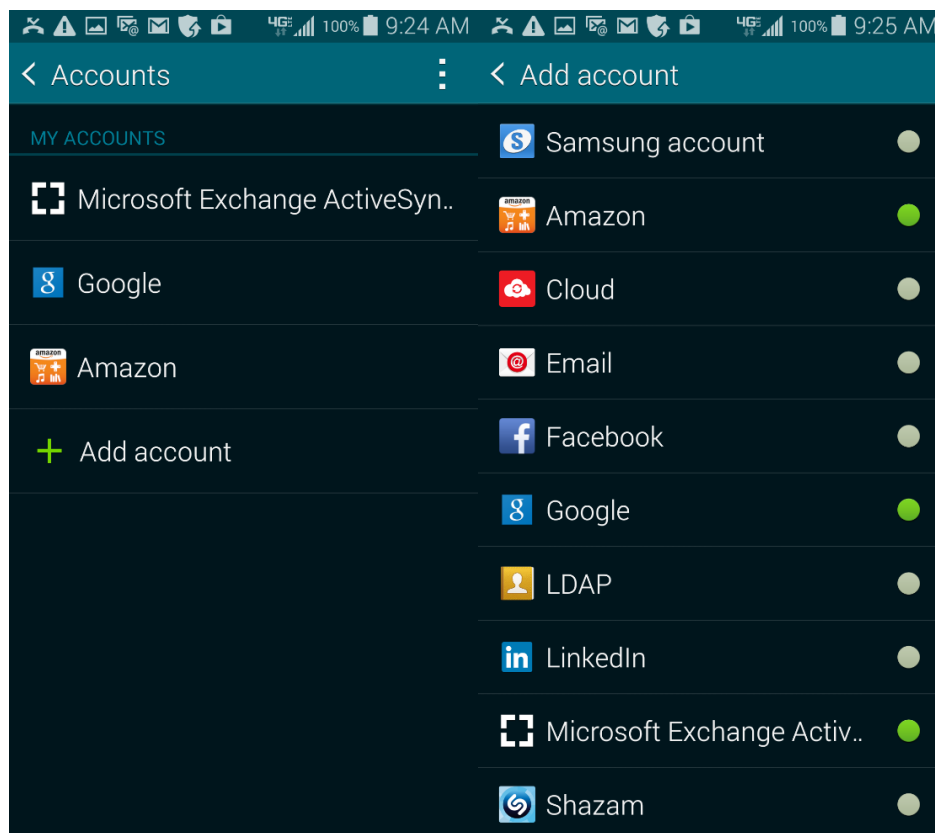 4G 100% 9:24 AM
Accounts
MY ACCOUNTS
Microsoft Exchange ActiveSyn..
Google
amazon
Amazon
Add account
4G 100% 9:25 AM
Add account
Samsung account
amazon
Amazon
Cloud
Email
Facebook
Google
LDAP
in
LinkedIn
Microsoft Exchange Activ..
Shazam